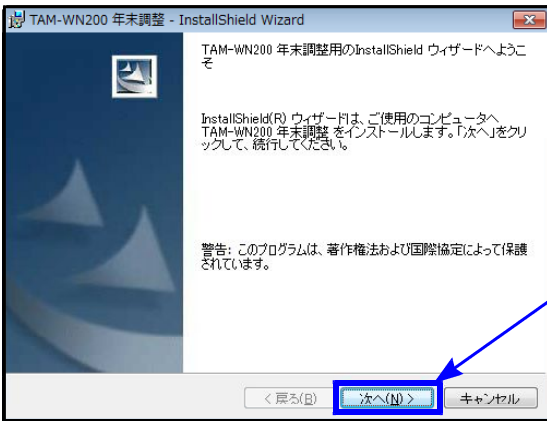 TAM-WN200 年末調整 - InstallShield Wizard
TAM-WN200 年末調整用のInstallShield ウィザードへようこ
そ
InstallShield(R) ウィザードは、ご使用のコンピュータへ
TAM-WN200 年末調整 をインストールします。「次へ」をクリ
ックして、続行してください。
警告: このプログラムは、著作権法および国際協定によって保護
されています。
< 戻る(B)
次へ(N) >
キャンセル